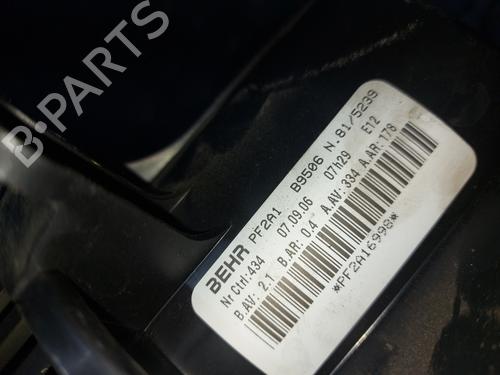 B-PARTS
BEHR PF2A1 B9506 N.81/5239
Nr Ctrl:434 07.09.06 07h29 E12
B.AV: 2.1 B.AR: 0.4 A.AV: 334 A.AR: 178
*PF2A16998*